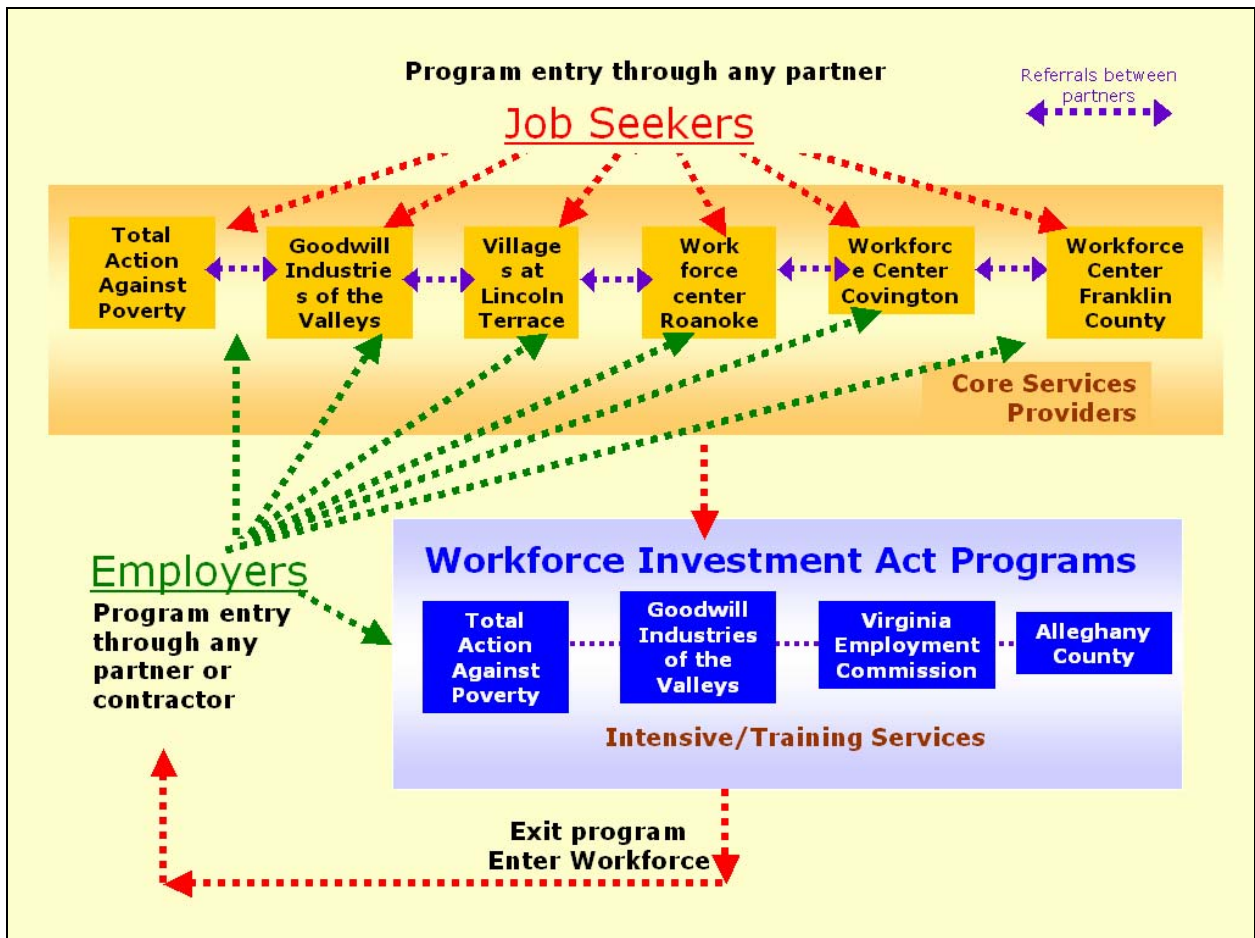 Program entry through any partner
Job Seekers
Referrals between
partners
Total
Action
Against
Poverty
Goodwill
Industrie
s of the
Valleys
Village
s at
Lincoln
Terrace
Work
force
center
Roanoke
Workforc
e Center
Covington
Workforce
Center
Franklin
County
Core Services
Providers
Employers
Program entry
through any
partner or
contractor
Workforce Investment Act Programs
Total
Action
Against
Poverty
Goodwill
Industries
of the
Valleys
Virginia
Employment
Commission
Alleghany
County
Intensive/Training Services
Exit program
Enter Workforce